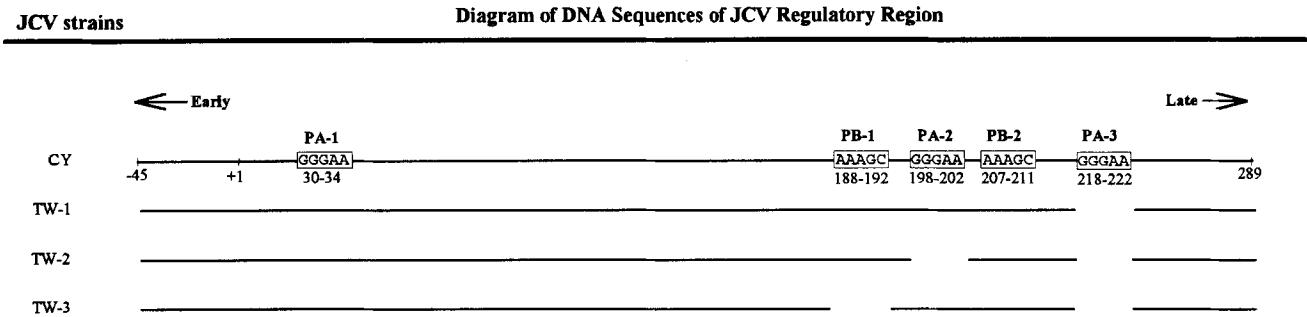 JCV strains Diagram of DNA Sequences of JCV Regulatory Region
Early Late
PA-1 PB-1 PA-2 PB-2 PA-3
CY GGGAA AAAGC GGGAA AAAGC GGGAA
-45 +1 30-34 188-192 198-202 207-211 218-222 289
TW-1
TW-2
TW-3